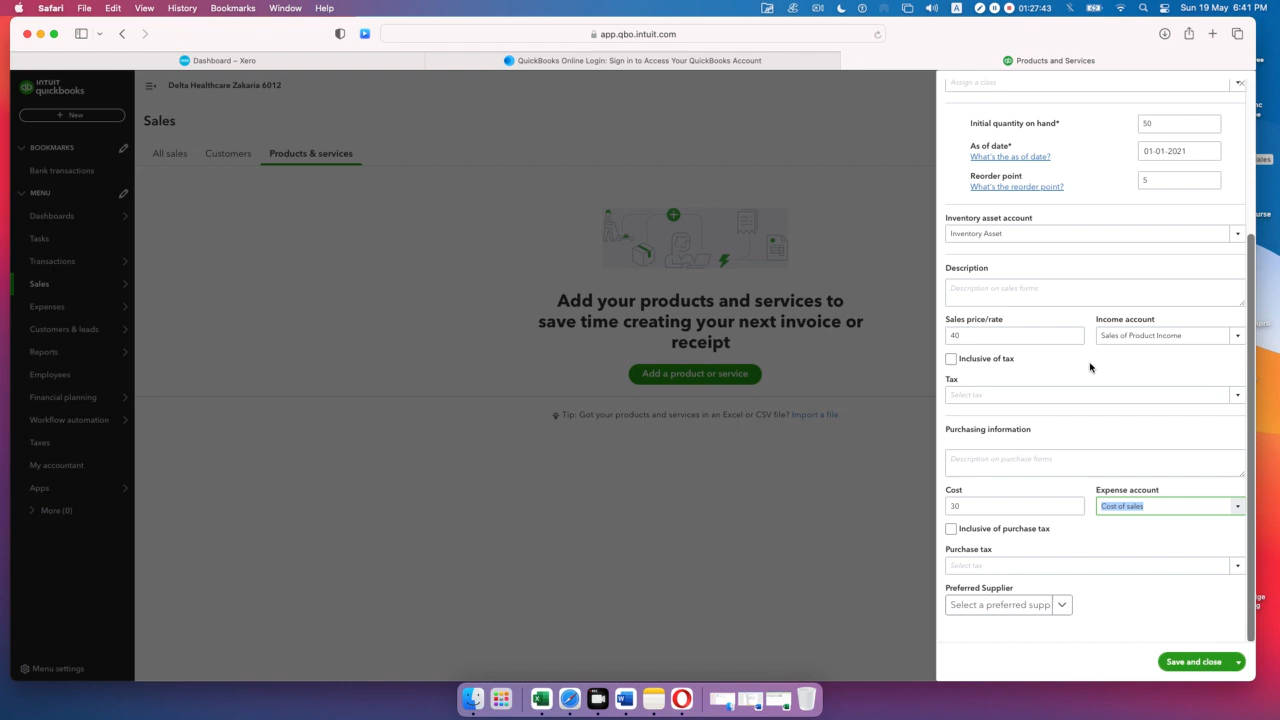 Safari File Edit View History Bookmarks Window Help
A
01:27:43
Sun 19 May 6:41 PM
app.qbo.intuit.com
Dashboard – Xero
QuickBooks Online Login: Sign in to Access Your QuickBooks Account
Products and Services
INTUIT
quickbooks
Delta Healthcare Zakaria 6012
+ New
Sales
BOOKMARKS
Bank transactions
MENU
Dashboards
Tasks
Transactions
Sales
Expenses
Customers & leads
Reports
Employees
Financial planning
Workflow automation
Taxes
My accountant
Apps
More (0)
Menu settings
All sales
Customers
Products & services
Add your products and services to
save time creating your next invoice or
receipt
Add a product or service
Tip: Got your products and services in an Excel or CSV file? Import a file
Assign a class
Initial quantity on hand*
50
As of date*
What's the as of date?
01-01-2021
Reorder point
What's the reorder point?
5
Inventory asset account
Inventory Asset
Description
Description on sales forms
Sales price/rate
Income account
40
Sales of Product Income
Inclusive of tax
Tax
Select tax
Purchasing information
Description on purchase forms
Cost
Expense account
30
Cost of sales
Inclusive of purchase tax
Purchase tax
Select tax
Preferred Supplier
Select a preferred supp
Save and close
ales
urse
April